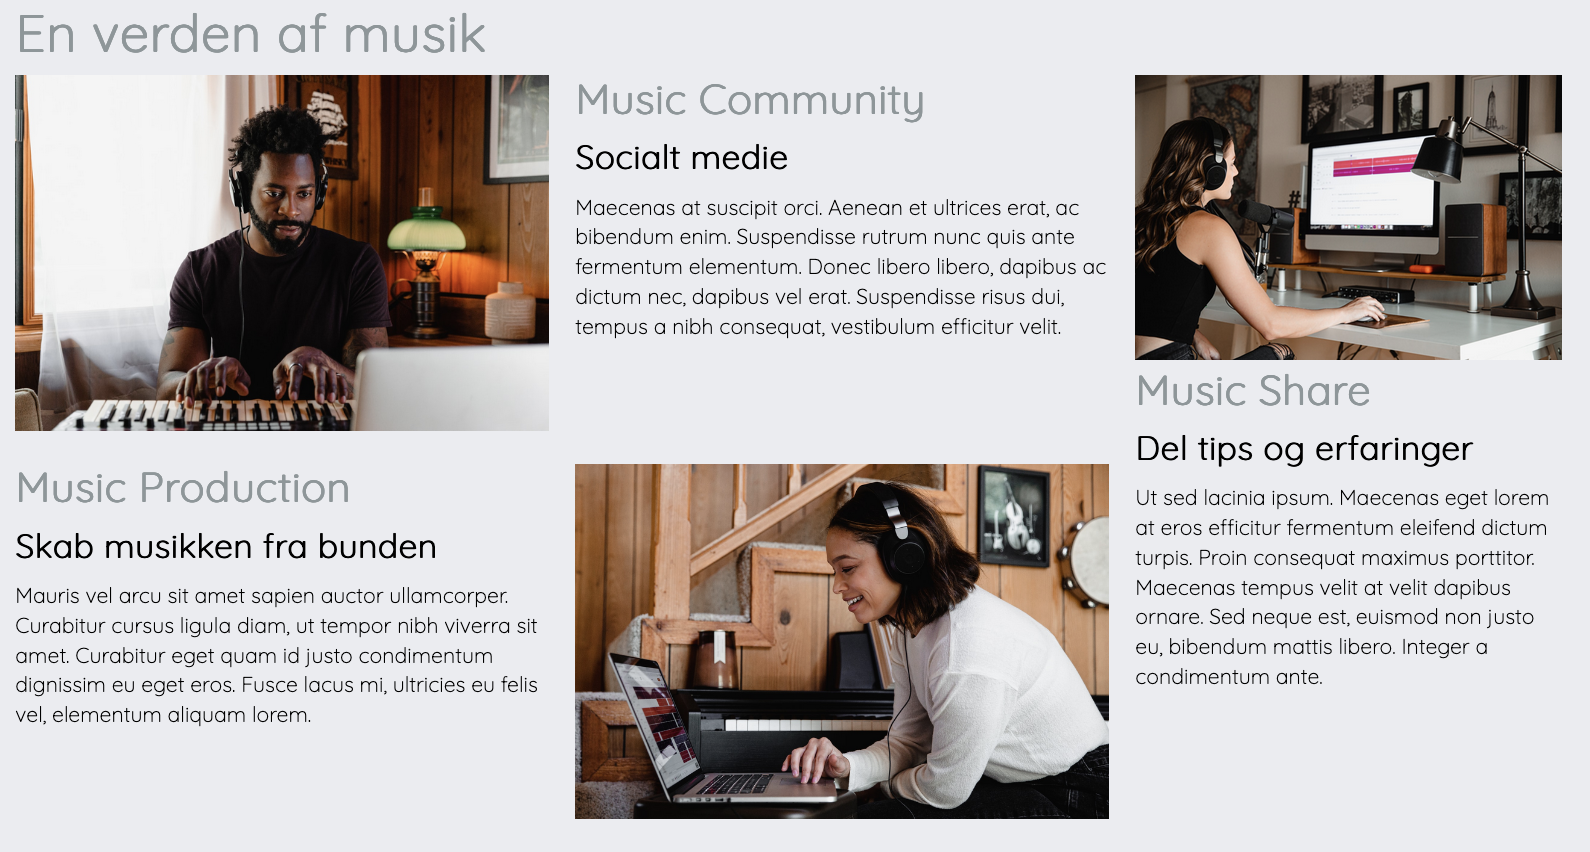 En verden af musik
Music Production
Skab musikken fra bunden
Mauris vel arcu sit amet sapien auctor ullamcorper.
Curabitur cursus ligula diam, ut tempor nibh viverra sit
amet. Curabitur eget quam id justo condimentum
dignissim eu eget eros. Fusce lacus mi, ultricies eu felis
vel, elementum aliquam lorem.
Music Community
Socialt medie
Maecenas at suscipit orci. Aenean et ultrices erat, ac
bibendum enim. Suspendisse rutrum nunc quis ante
fermentum elementum. Donec libero libero, dapibus ac
dictum nec, dapibus vel erat. Suspendisse risus dui,
tempus a nibh consequat, vestibulum efficitur velit.
Music Share
Del tips og erfaringer
Ut sed lacinia ipsum. Maecenas eget lorem
at eros efficitur fermentum eleifend dictum
turpis. Proin consequat maximus porttitor.
Maecenas tempus velit at velit dapibus
ornare. Sed neque est, euismod non justo
eu, bibendum mattis libero. Integer a
condimentum ante.